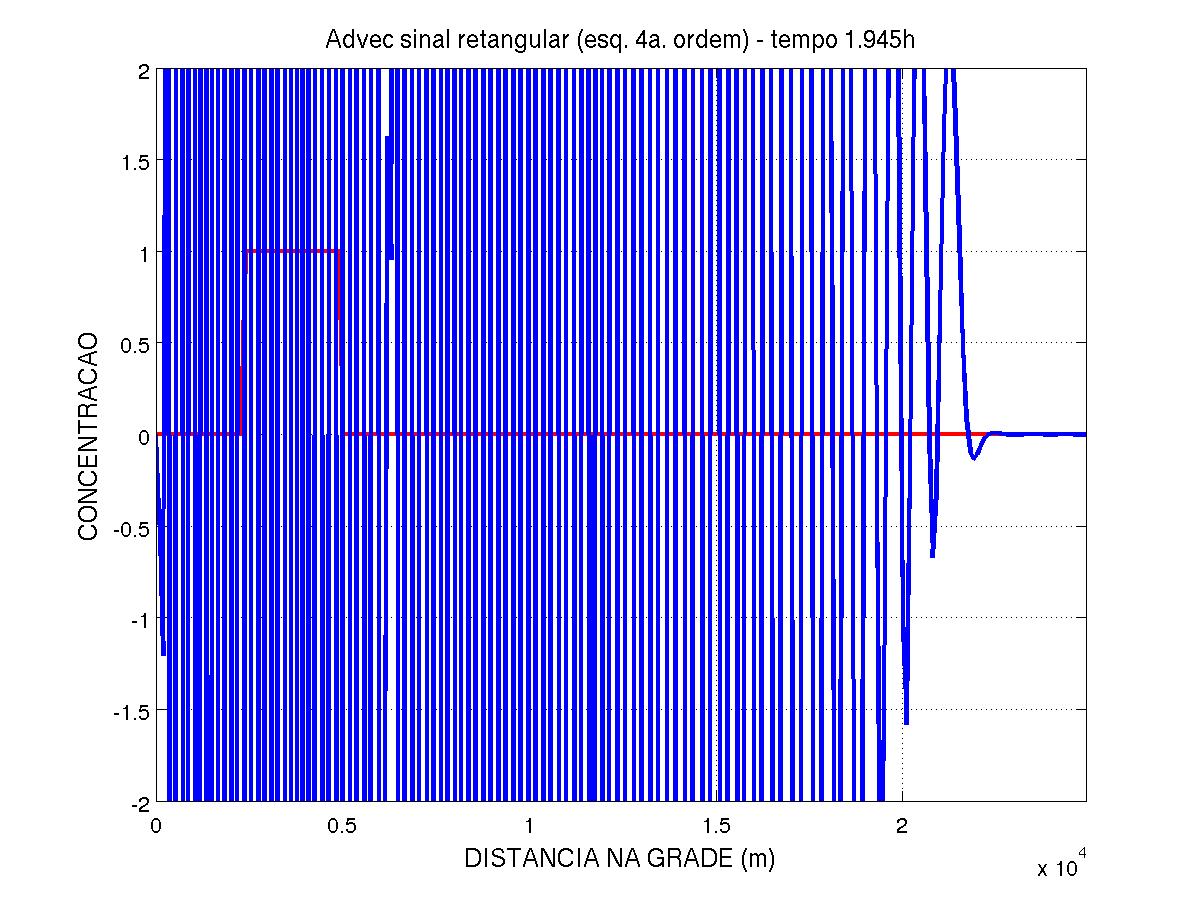 Advec sinal retangular (esq. 4a. ordem) - tempo 1.945h
2
1.5
1
0.5
0
-0.5
-1
-1.5
-2
CONCENTRACAO
0 0.5 1 1.5 2
DISTANCIA NA GRADE (m)
x 10^4